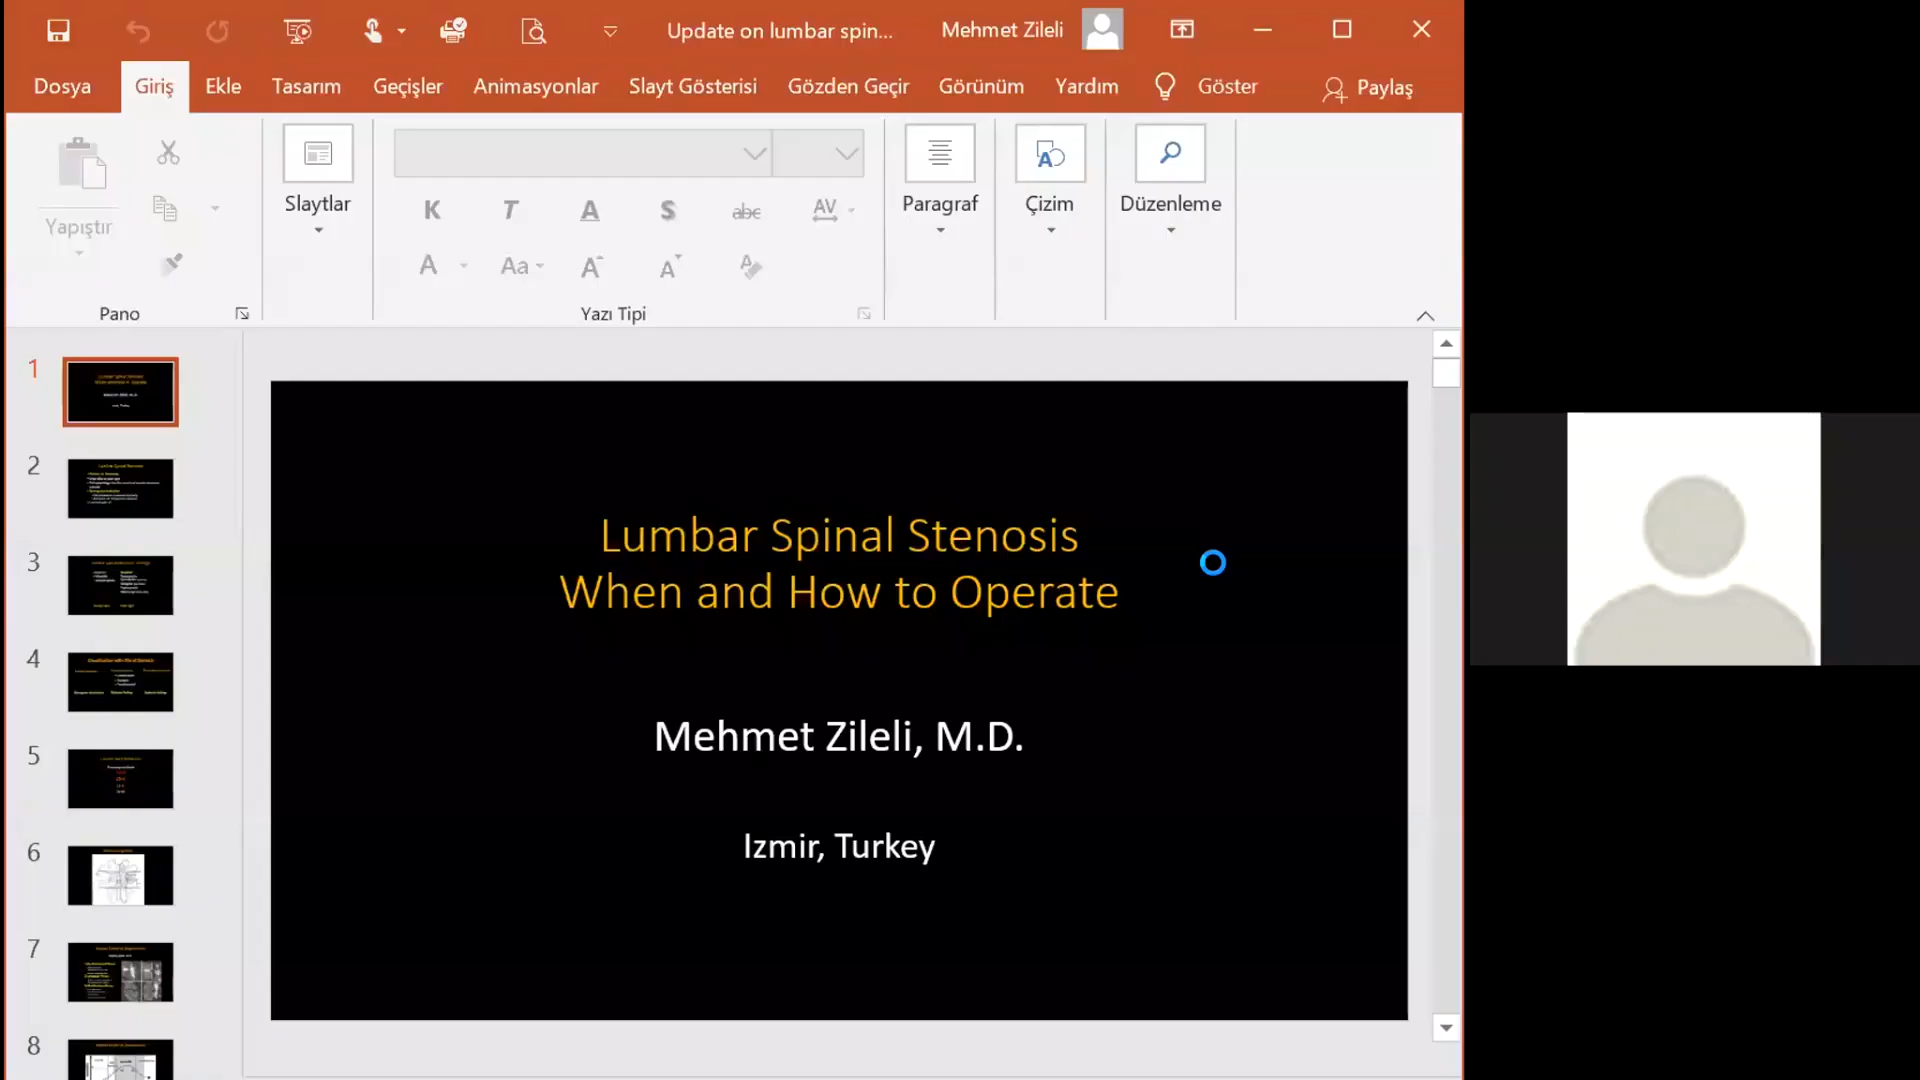 Update on lumbar spin...
Mehmet Zileli
Dosya
Giriş
Ekle
Tasarım
Geçişler
Animasyonlar
Slayt Gösterisi
Gözden Geçir
Görünüm
Yardım
Göster
Paylaş
Yapıştır
Slaytlar
K T A S abc AV
A Aa A A A
Paragraf
Çizim
Düzenleme
Pano
Yazı Tipi
1
2
3
4
5
6
7
8
Lumbar Spinal Stenosis
When and How to Operate
Mehmet Zileli, M.D.
Izmir, Turkey